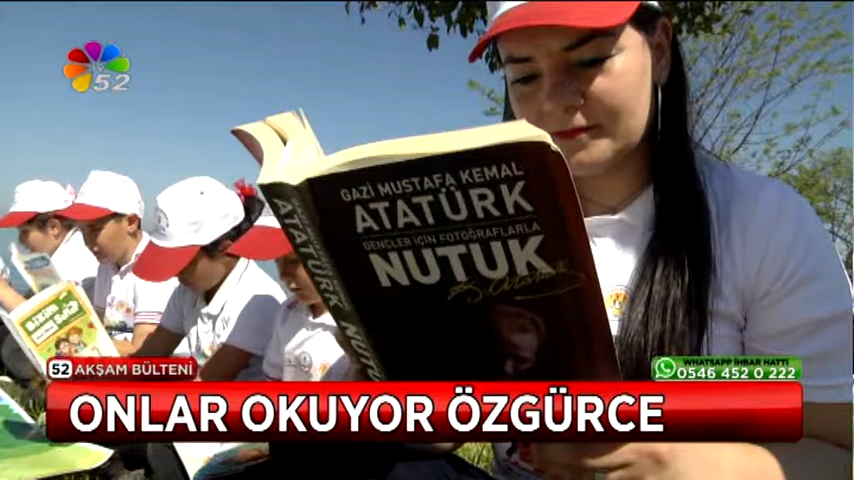 TV
52
GAZİ MUSTAFA KEMAL
ATATÜRK
GENÇLER İÇİN FOTOĞRAFLARLA
NUTUK
ATATÜRK NUTUK
52 AKŞAM BÜLTENİ
WHATSAPP İHBAR HATTI
0546 452 0 222
ONLAR OKUYOR ÖZGÜRCE